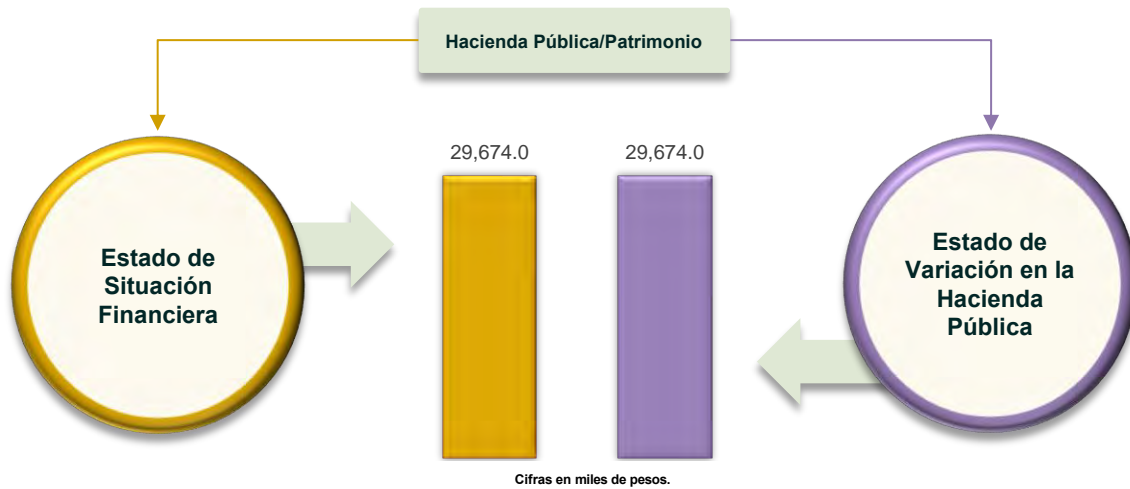 Hacienda Pública/Patrimonio
29,674.0
29,674.0
Estado de
Situación
Financiera
Estado de
Variación en la
Hacienda
Pública
Cifras en miles de pesos.